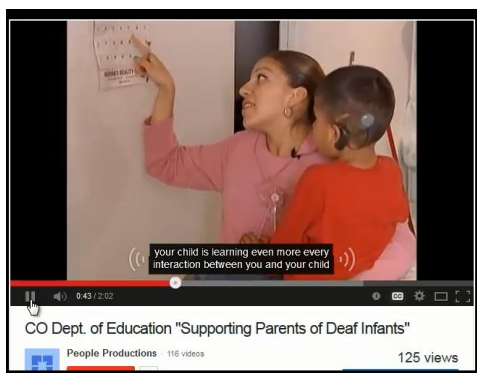 your child is learning even more every
interaction between you and your child
0:43 / 2:02
CC
CO Dept. of Education "Supporting Parents of Deaf Infants"
People Productions · 116 videos
125 views